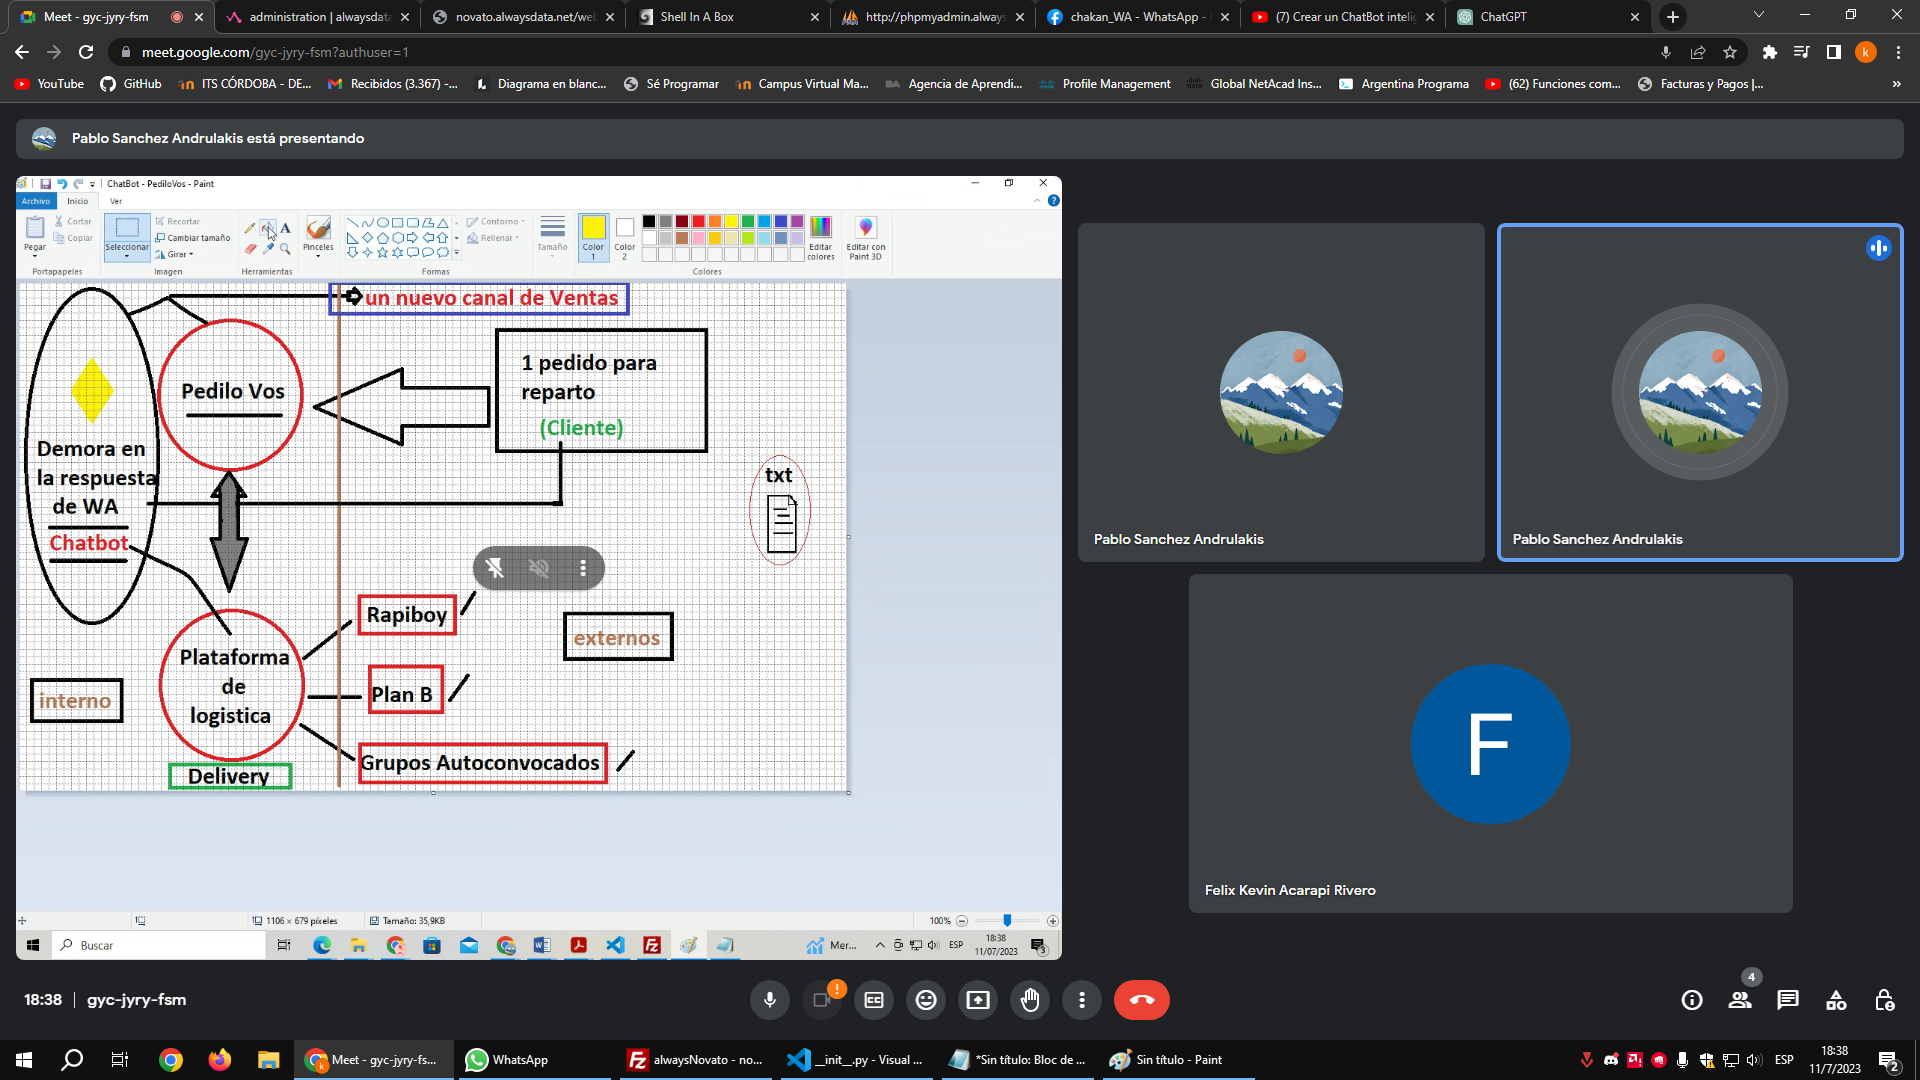 Meet - gyc-jyry-fsm
administration | alwaysdata
novato.alwaysdata.net/we
Shell In A Box
http://phpmyadmin.always
chakan_WA - WhatsApp -
(7) Crear un ChatBot inteli
ChatGPT
meet.google.com/gyc-jyry-fsm?authuser=1
YouTube
GitHub
ITS CÓRDOBA - DE...
Recibidos (3.367) -...
Diagrama en blanc...
Sé Programar
Campus Virtual Ma...
Agencia de Aprendi...
Profile Management
Global NetAcad Ins...
Argentina Programa
(62) Funciones com...
Facturas y Pagos |...
»
Pablo Sanchez Andrulakis está presentando
ChatBot - PediloVos - Paint
Archivo
Inicio
Ver
Pegar
Cortar
Copiar
Portapapeles
Seleccionar
Recortar
Cambiar tamaño
Girar
Imagen
A
Herramientas
Pinceles
Contorno
Rellenar
Formas
Tamaño
Color 1
Color 2
Editar colores
Colores
Editar con Paint 3D
un nuevo canal de Ventas
Pedilo Vos
1 pedido para
reparto
(Cliente)
Demora en
la respuesta
de WA
Chatbot
txt
Rapiboy
externos
Plataforma
de
logistica
Plan B
interno
Grupos Autoconvocados
Delivery
1106 × 679 píxeles
Tamaño: 35,9KB
100%
Buscar
Mer...
ESP
18:38
11/07/2023
3
Pablo Sanchez Andrulakis
Pablo Sanchez Andrulakis
F
Felix Kevin Acarapi Rivero
18:38 | gyc-jyry-fsm
!
4
Meet - gyc-jyry-fs...
WhatsApp
alwaysNovato - no...
__init__.py - Visual ...
*Sin título: Bloc de ...
Sin título - Paint
ESP
18:38
11/7/2023
2